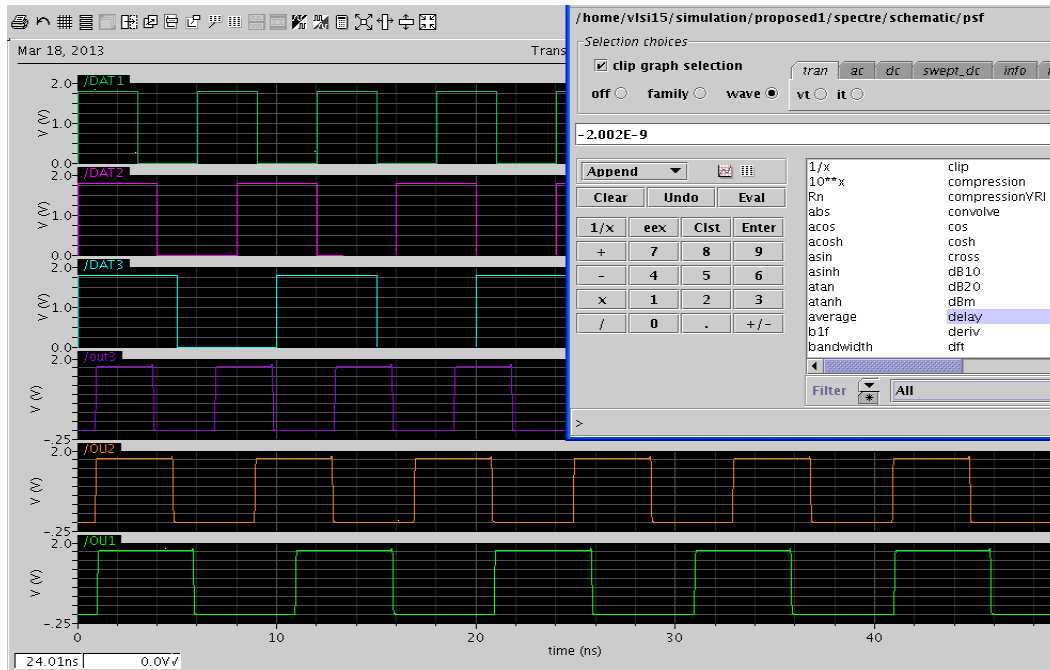 /home/vlsi15/simulation/proposed1/spectre/schematic/psf
Mar 18, 2013
Trans
Selection choices
clip graph selection
off family wave
tran ac dc swept_dc info
vt it
-2.002E-9
Append
Clear Undo Eval
1/x eex Clst Enter
+ 7 8 9
- 4 5 6
x 1 2 3
/ 0 . +/-
1/x clip
10**x compression
Rn compressionVRI
abs convolve
acos cos
acosh cosh
asin cross
asinh dB10
atan dB20
atanh dBm
average delay
b1f deriv
bandwidth dft
Filter All
>
/DAT1
2.0
1.0
0.0
V (V)
/DAT2
2.0
1.0
0.0
V (V)
/DAT3
2.0
1.0
0.0
V (V)
/out3
2.0
-.25
V (V)
/OU2
2.0
-.25
V (V)
/OU1
2.0
-.25
V (V)
0 10 20 30 40
time (ns)
24.01ns 0.0V